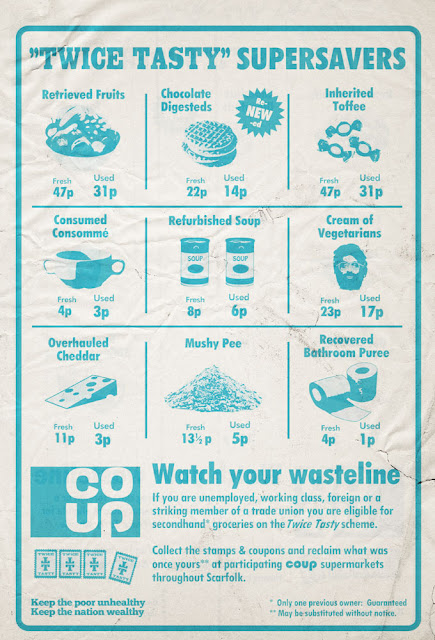 "TWICE TASTY" SUPERSAVERS
Retrieved Fruits
Fresh 47p
Used 31p
Chocolate
Digesteds
Re-
NEW
-ed
Fresh 22p
Used 14p
Inherited
Toffee
Fresh 47p
Used 31p
Consumed
Consommé
Fresh 4p
Used 3p
Refurbished Soup
SOUP
SOUP
Fresh 8p
Used 6p
Cream of
Vegetarians
Fresh 23p
Used 17p
Overhauled
Cheddar
Fresh 11p
Used 3p
Mushy Pee
Fresh 13½p
Used 5p
Recovered
Bathroom Puree
Fresh 4p
Used 1p
CO
UP
Watch your wasteline
If you are unemployed, working class, foreign or a
striking member of a trade union you are eligible for
secondhand* groceries on the Twice Tasty scheme.
TWICE TASTY
TWICE TASTY
TWICE TASTY
TWICE TASTY
Collect the stamps & coupons and reclaim what was
once yours** at participating coup supermarkets
throughout Scarfolk.
Keep the poor unhealthy
Keep the nation wealthy
* Only one previous owner: Guaranteed
** May be substituted without notice.